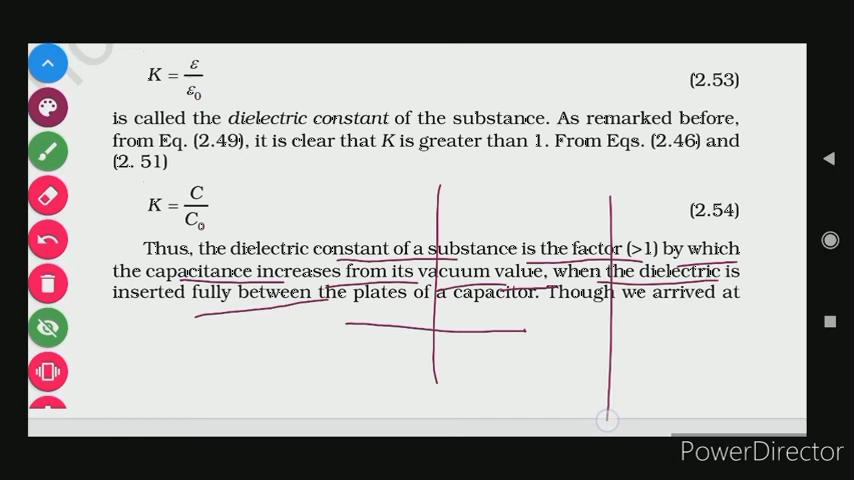 K = ε/ε₀ (2.53)
is called the dielectric constant of the substance. As remarked before,
from Eq. (2.49), it is clear that K is greater than 1. From Eqs. (2.46) and
(2. 51)
K = C/C₀ (2.54)
Thus, the dielectric constant of a substance is the factor (>1) by which
the capacitance increases from its vacuum value, when the dielectric is
inserted fully between the plates of a capacitor. Though we arrived at
PowerDirector